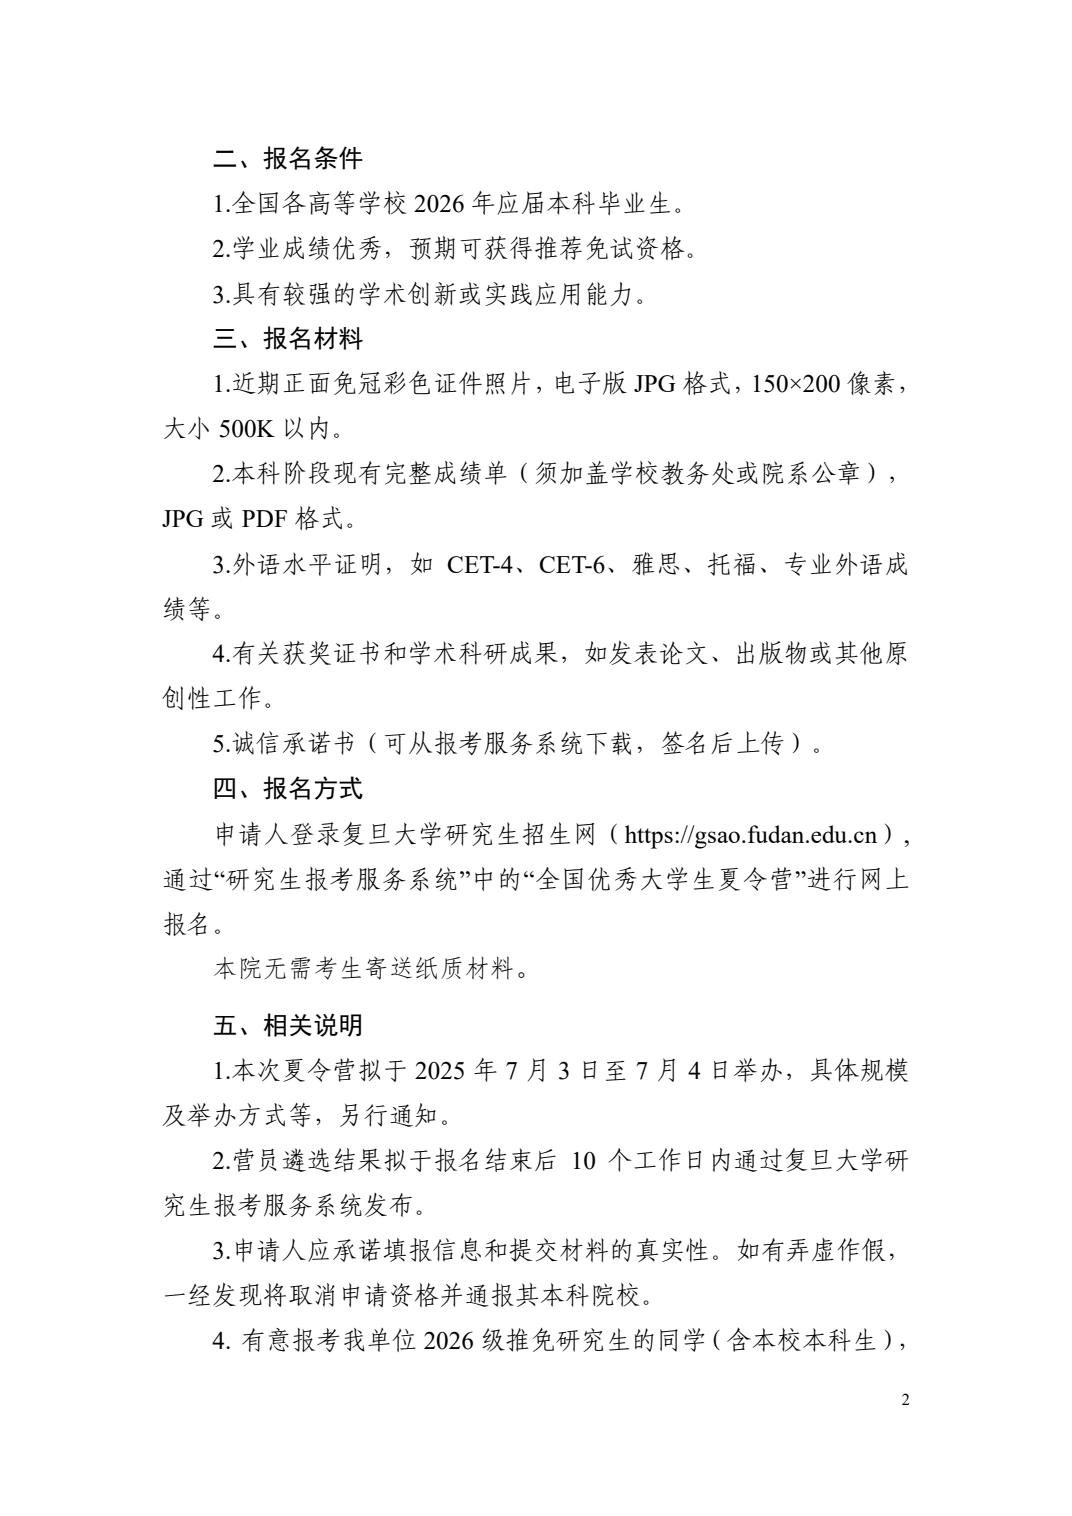 二、报名条件
1.全国各高等学校 2026 年应届本科毕业生。
2.学业成绩优秀，预期可获得推荐免试资格。
3.具有较强的学术创新或实践应用能力。
三、报名材料
1.近期正面免冠彩色证件照片，电子版 JPG 格式，150×200 像素，
大小 500K 以内。
2.本科阶段现有完整成绩单（须加盖学校教务处或院系公章），
JPG 或 PDF 格式。
3.外语水平证明，如 CET-4、CET-6、雅思、托福、专业外语成
绩等。
4.有关获奖证书和学术科研成果，如发表论文、出版物或其他原
创性工作。
5.诚信承诺书（可从报考服务系统下载，签名后上传）。
四、报名方式
申请人登录复旦大学研究生招生网（https://gsao.fudan.edu.cn），
通过“研究生报考服务系统”中的“全国优秀大学生夏令营”进行网上
报名。
本院无需考生寄送纸质材料。
五、相关说明
1.本次夏令营拟于 2025 年 7 月 3 日至 7 月 4 日举办，具体规模
及举办方式等，另行通知。
2.营员遴选结果拟于报名结束后 10 个工作日内通过复旦大学研
究生报考服务系统发布。
3.申请人应承诺填报信息和提交材料的真实性。如有弄虚作假，
一经发现将取消申请资格并通报其本科院校。
4. 有意报考我单位 2026 级推免研究生的同学（含本校本科生），
2